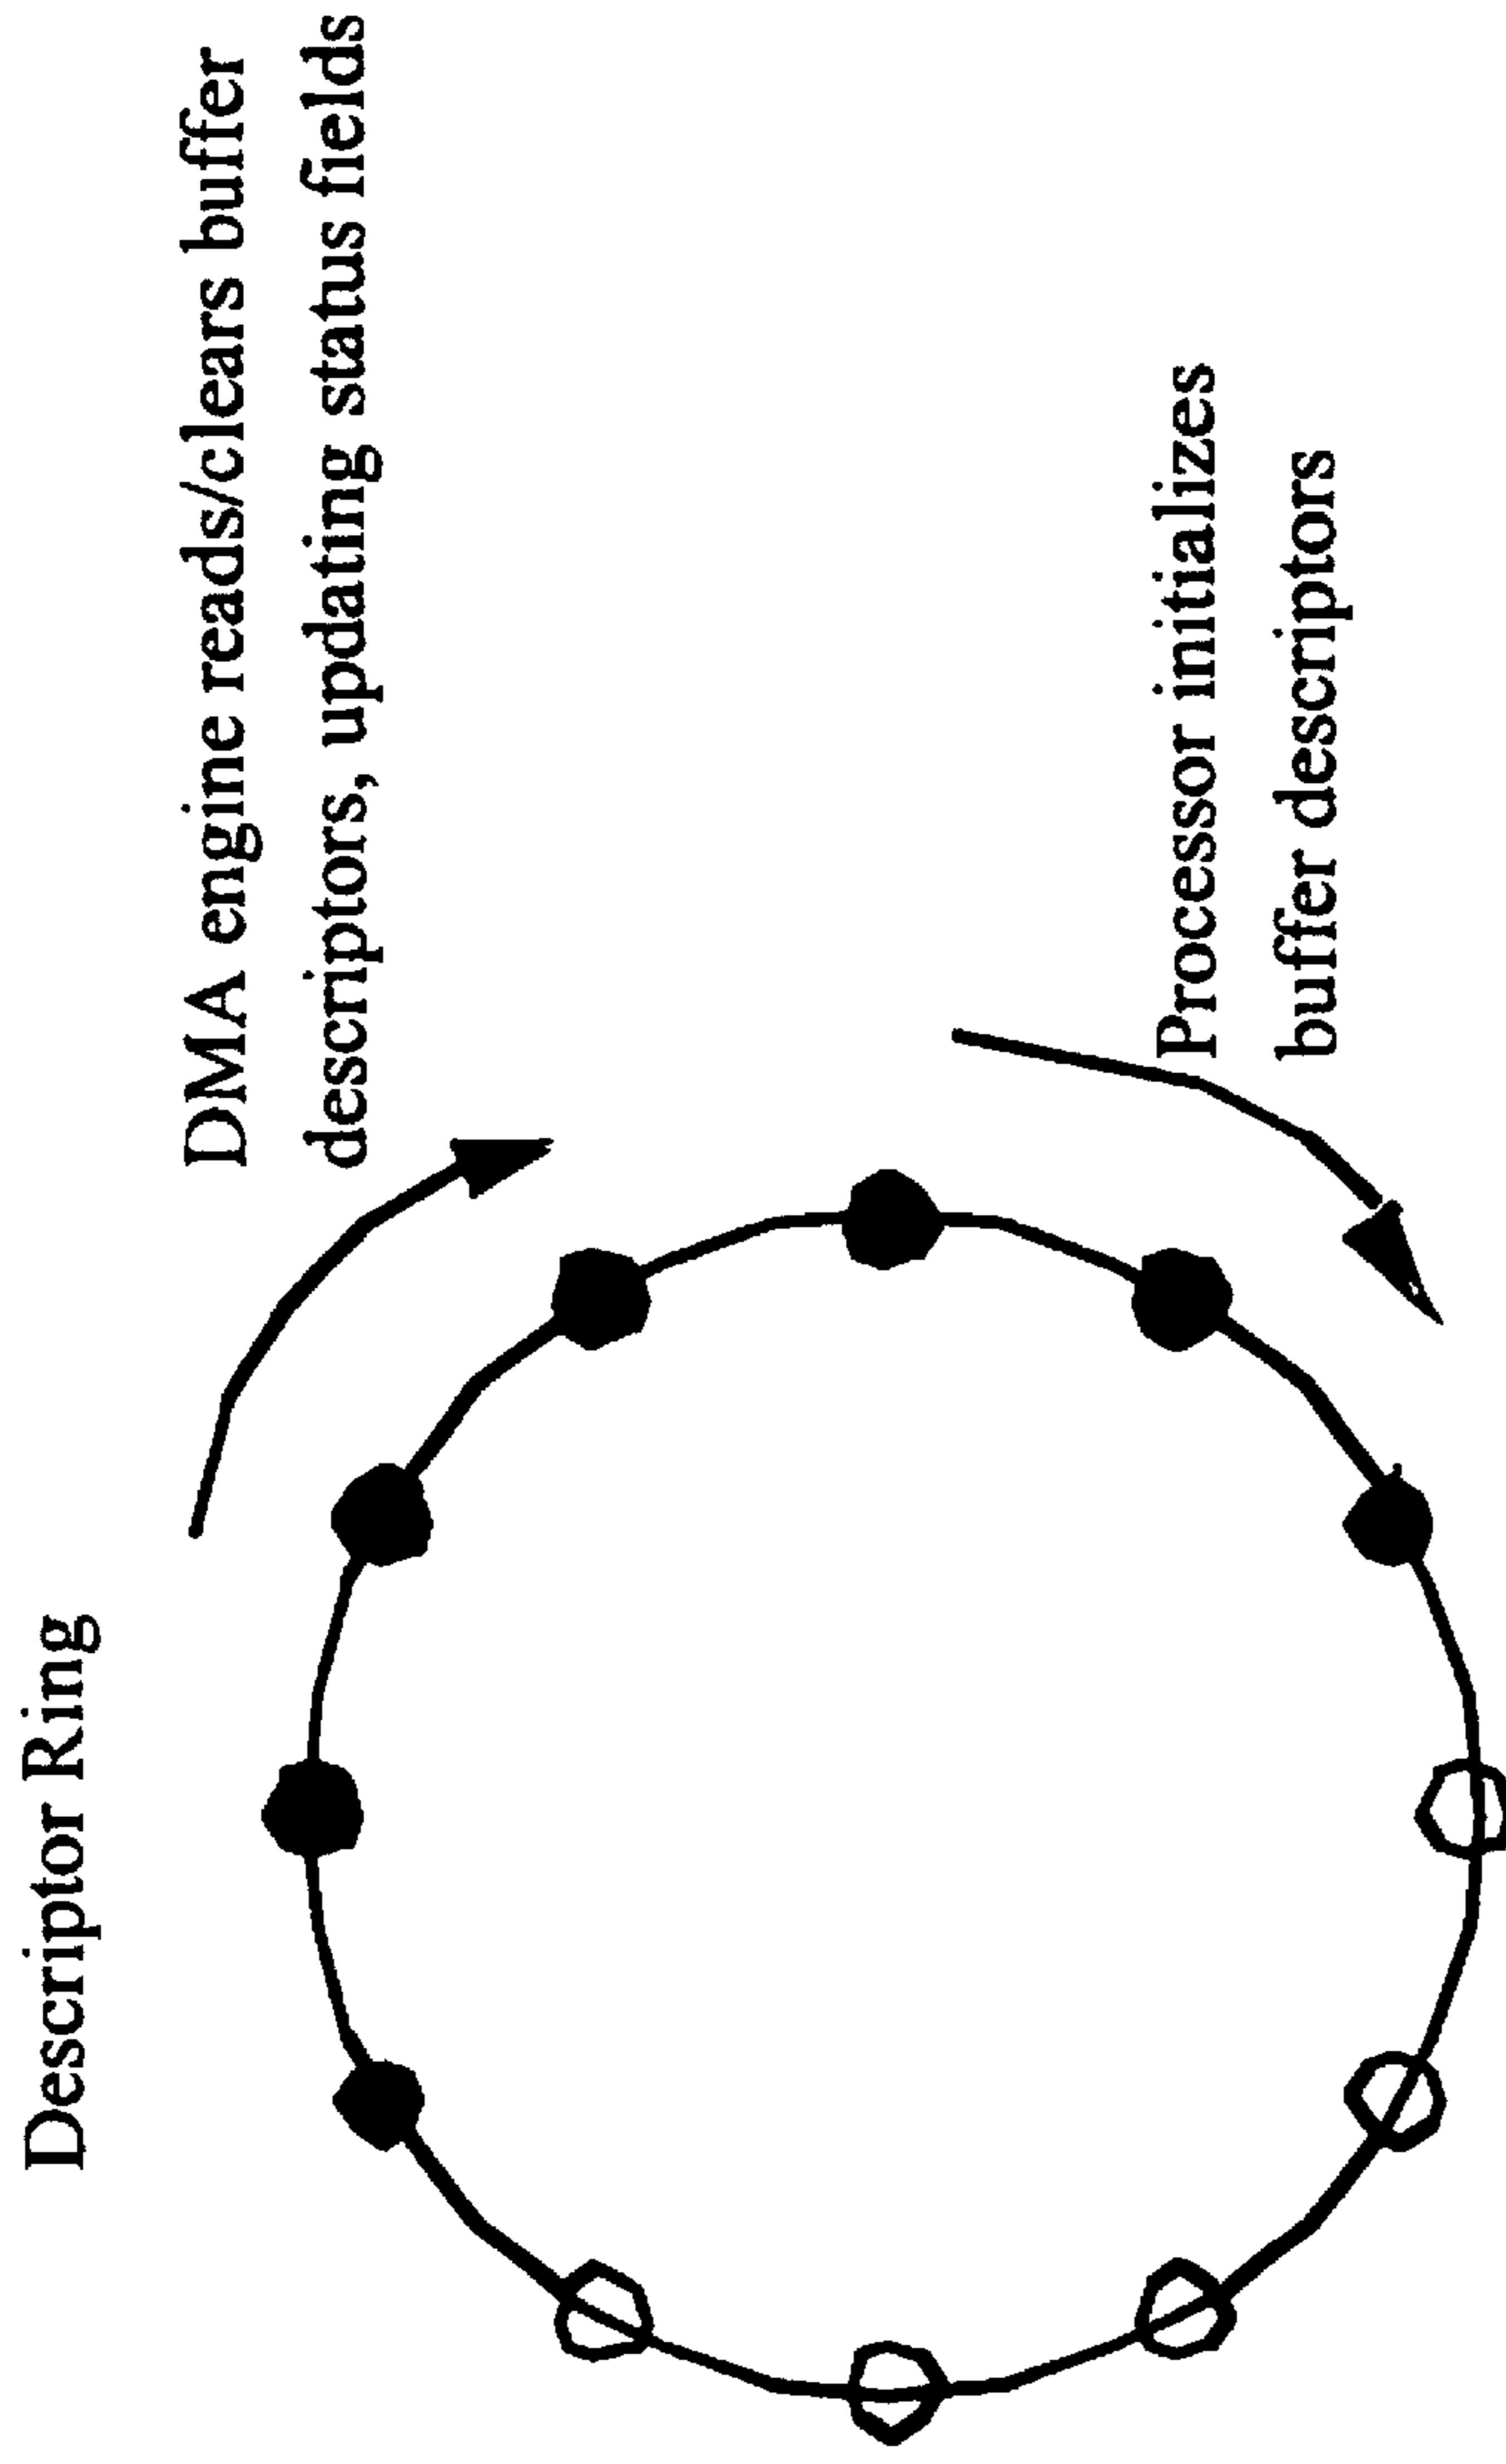 Descriptor Ring
DMA engine reads/clears buffer
descriptors, updating status fields
Processor initializes
buffer descriptors